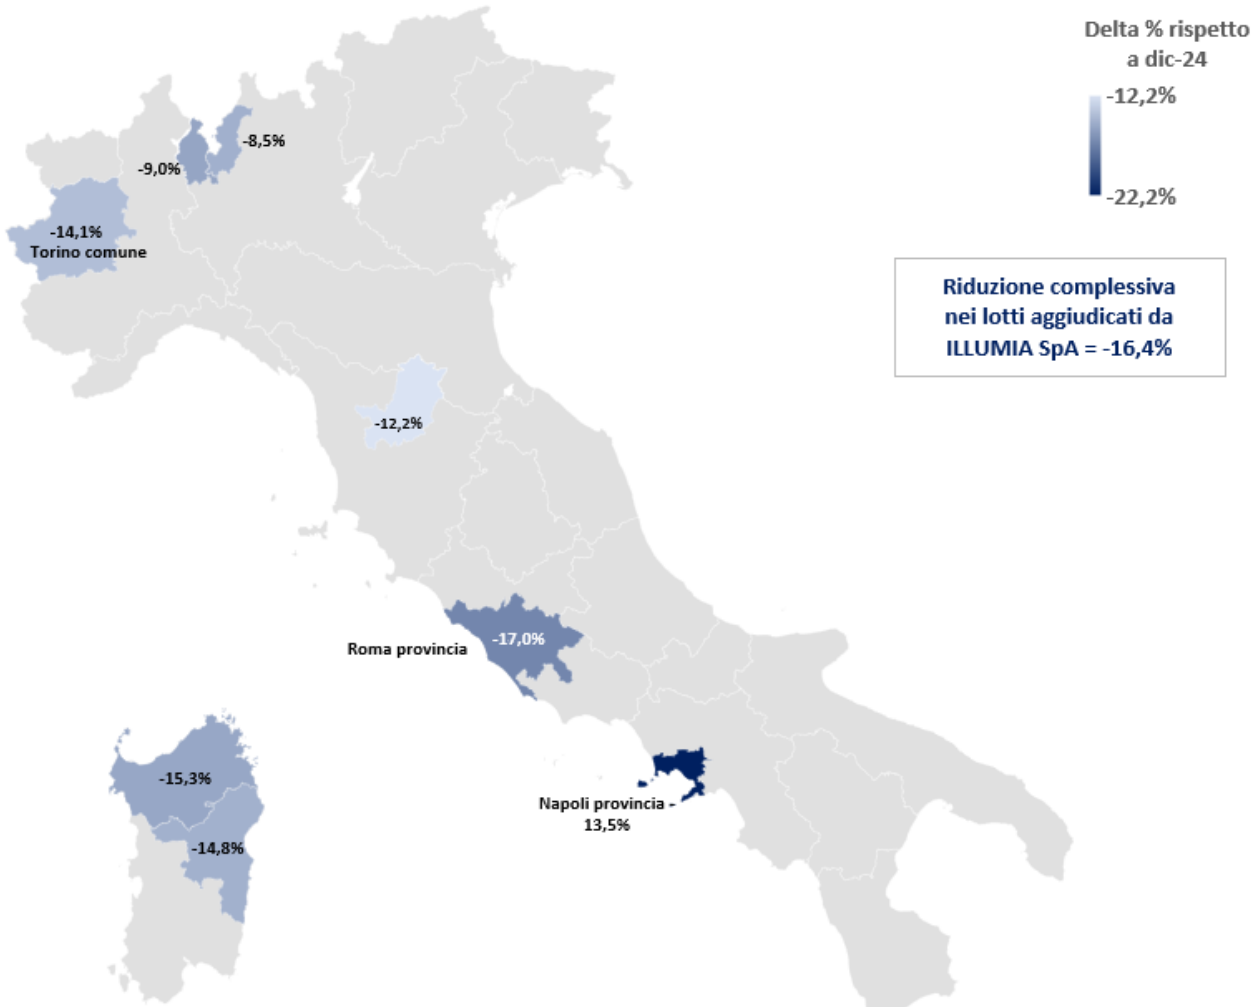 Delta % rispetto
a dic-24
-12,2%
-22,2%
-8,5%
-9,0%
-14,1%
Torino comune
Riduzione complessiva
nei lotti aggiudicati da
ILLUMIA SpA = -16,4%
-12,2%
-17,0%
Roma provincia
-15,3%
-14,8%
Napoli provincia -
13,5%